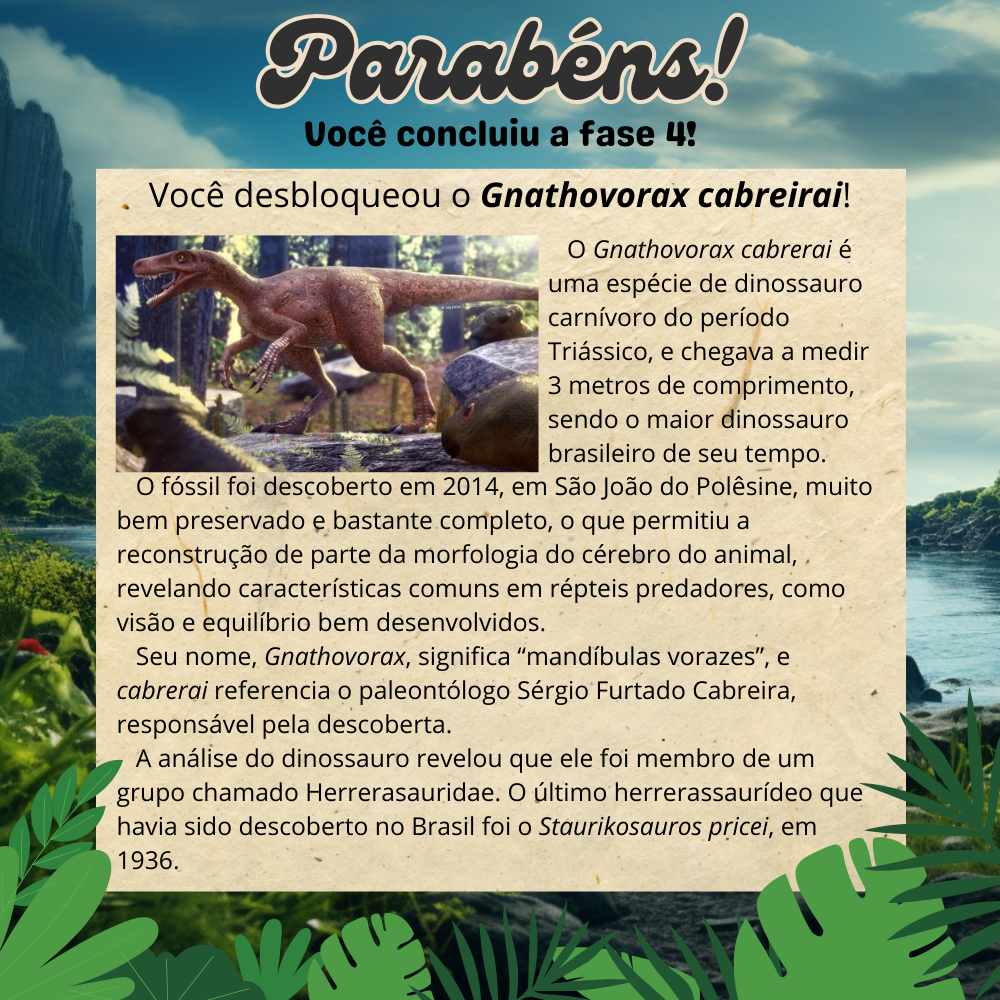 Parabéns!
Você concluiu a fase 4!
Você desbloqueou o Gnathovorax cabreirai!
O Gnathovorax cabrerai é
uma espécie de dinossauro
carnívoro do período
Triássico, e chegava a medir
3 metros de comprimento,
sendo o maior dinossauro
brasileiro de seu tempo.
O fóssil foi descoberto em 2014, em São João do Polêsine, muito
bem preservado e bastante completo, o que permitiu a
reconstrução de parte da morfologia do cérebro do animal,
revelando características comuns em répteis predadores, como
visão e equilíbrio bem desenvolvidos.
Seu nome, Gnathovorax, significa “mandíbulas vorazes”, e
cabrerai referencia o paleontólogo Sérgio Furtado Cabreira,
responsável pela descoberta.
A análise do dinossauro revelou que ele foi membro de um
grupo chamado Herrerasauridae. O último herrerassaurídeo que
havia sido descoberto no Brasil foi o Staurikosauros pricei, em
1936.